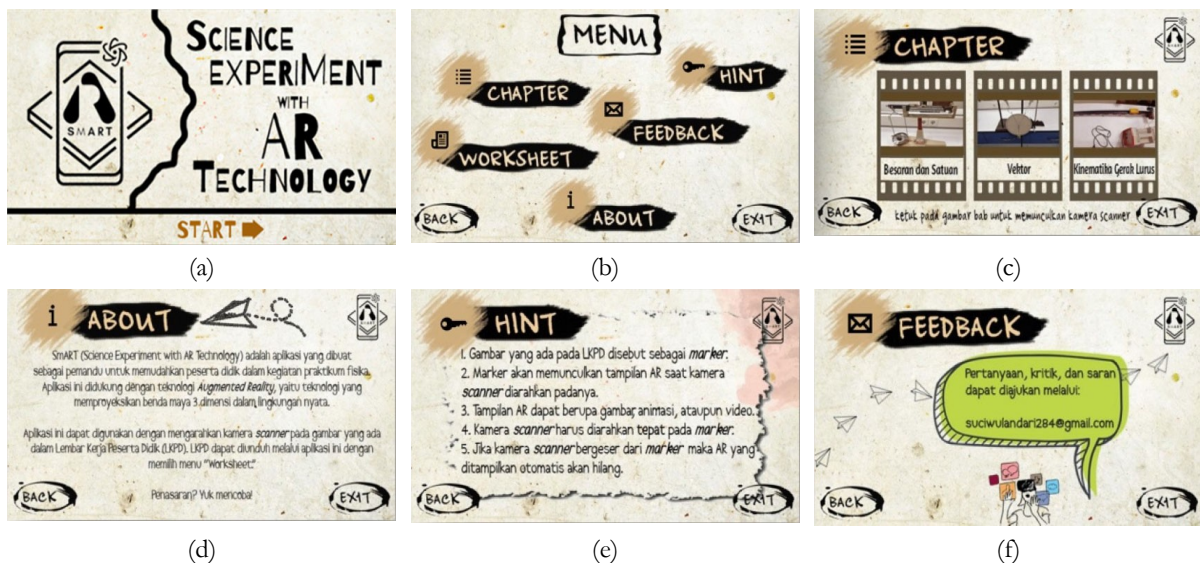 SMART
SCIENCE
EXPERIMENT
WITH
AR
TECHNOLOGY
START
(a)
MENU
CHAPTER
HINT
FEEDBACK
WORKSHEET
ABOUT
BACK
EXIT
(b)
CHAPTER
Besaran dan Satuan
Vektor
Kinematika Gerak Lurus
BACK
ketuk pada gambar bab untuk memunculkan kamera scanner
EXIT
(c)
ABOUT
SmART (Science Experiment with AR Technology) adalah aplikasi yang dibuat
sebagai pemandu untuk memudahkan peserta didik dalam kegiatan praktikum fisika.
Aplikasi ini didukung dengan teknologi Augmented Reality, yaitu teknologi yang
memproyeksikan benda maya 3 dimensi dalam lingkungan nyata.
Aplikasi ini dapat digunakan dengan mengarahkan kamera scanner pada gambar yang ada
dalam Lembar Kerja Peserta Didik (LKPD). LKPD dapat diunduh melalui aplikasi ini dengan
memilih menu "Worksheet."
Penasaran? Yuk mencoba!
BACK
EXIT
(d)
HINT
1. Gambar yang ada pada LKPD disebut sebagai marker.
2. Marker akan memunculkan tampilan AR saat kamera
scanner diarahkan padanya.
3. Tampilan AR dapat berupa gambar, animasi, ataupun video.
4. Kamera scanner harus diarahkan tepat pada marker.
5. Jika kamera scanner bergeser dari marker maka AR yang
ditampilkan otomatis akan hilang.
BACK
EXIT
(e)
FEEDBACK
Pertanyaan, kritik, dan saran
dapat diajukan melalui:
suciwulandari284@gmail.com
BACK
EXIT
(f)